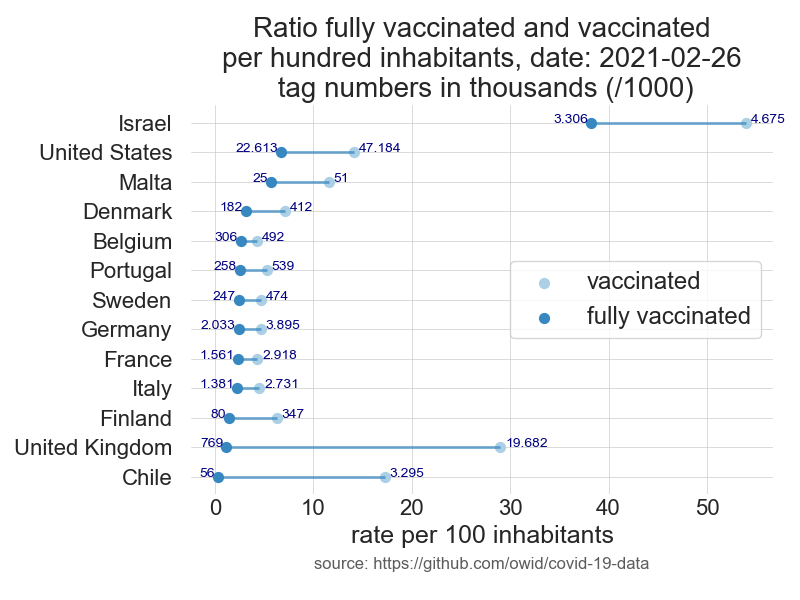 Ratio fully vaccinated and vaccinated
per hundred inhabitants, date: 2021-02-26
tag numbers in thousands (/1000)
Israel 3.306 4.675
United States 22.613 47.184
Malta 25 51
Denmark 182 412
Belgium 306 492
Portugal 258 539
Sweden 247 474
Germany 2.033 3.895
France 1.561 2.918
Italy 1.381 2.731
Finland 80 347
United Kingdom 769 19.682
Chile 56 3.295
vaccinated
fully vaccinated
0 10 20 30 40 50
rate per 100 inhabitants
source: https://github.com/owid/covid-19-data